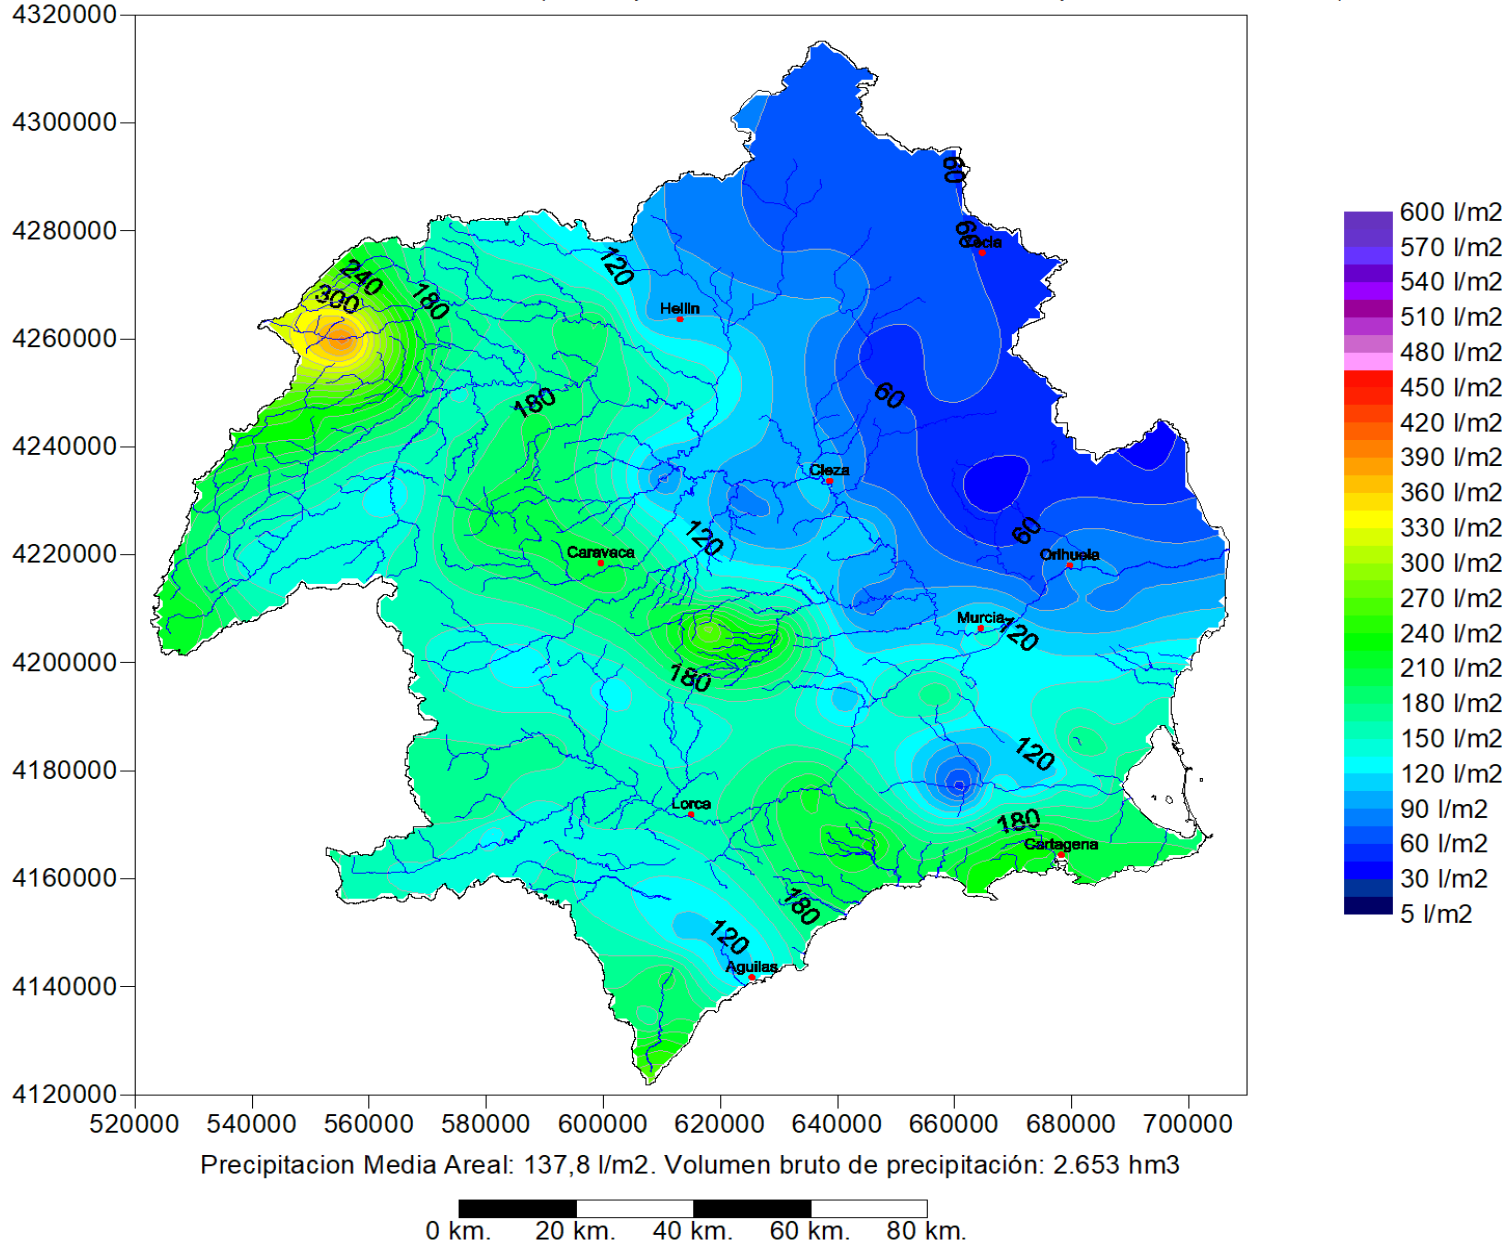 4320000
4300000
4280000
4260000
4240000
4220000
4200000
4180000
4160000
4140000
4120000
520000 540000 560000 580000 600000 620000 640000 660000 680000 700000
60
60
Yecla
120
240
300
180
Hellin
180
60
Cieza
120
60
Caravaca
Orihuela
Murcia
120
180
120
Lorca
180
Cartagena
180
120
Aguilas
600 l/m2
570 l/m2
540 l/m2
510 l/m2
480 l/m2
450 l/m2
420 l/m2
390 l/m2
360 l/m2
330 l/m2
300 l/m2
270 l/m2
240 l/m2
210 l/m2
180 l/m2
150 l/m2
120 l/m2
90 l/m2
60 l/m2
30 l/m2
5 l/m2
Precipitacion Media Areal: 137,8 l/m2. Volumen bruto de precipitación: 2.653 hm3
0 km. 20 km. 40 km. 60 km. 80 km.